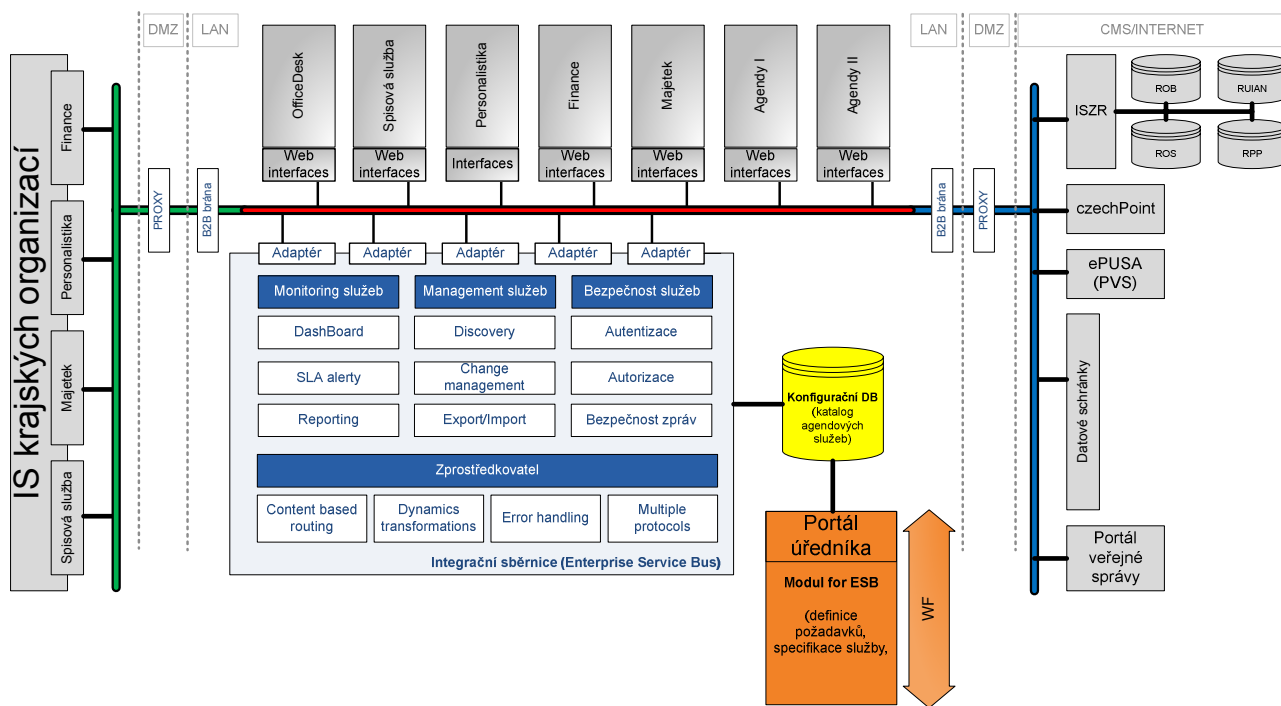 DMZ
LAN
LAN
DMZ
CMS/INTERNET
IS krajských organizací
Finance
Personalistika
Majetek
Spisová služba
PROXY
B2B brána
OfficeDesk
Web
interfaces
Spisová služba
Web
interfaces
Personalistika
Interfaces
Finance
Web
interfaces
Majetek
Web
interfaces
Agendy I
Web
interfaces
Agendy II
Web
interfaces
B2B brána
PROXY
ISZR
ROB
RUIAN
ROS
RPP
czechPoint
ePUSA
(PVS)
Datové schránky
Portál
veřejné
správy
Adaptér
Adaptér
Adaptér
Adaptér
Adaptér
Monitoring služeb
Management služeb
Bezpečnost služeb
DashBoard
Discovery
Autentizace
SLA alerty
Change
management
Autorizace
Reporting
Export/Import
Bezpečnost zpráv
Zprostředkovatel
Content based
routing
Dynamics
transformations
Error handling
Multiple
protocols
Integrační sběrnice (Enterprise Service Bus)
Konfigurační DB
(katalog
agendových
služeb)
Portál
úředníka
Modul for ESB
(definice
požadavků,
specifikace služby,
WF